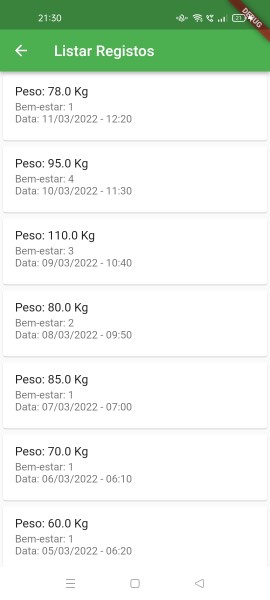 21:30
21
DEBUG
Listar Registos
Peso: 78.0 Kg
Bem-estar: 1
Data: 11/03/2022 - 12:20
Peso: 95.0 Kg
Bem-estar: 4
Data: 10/03/2022 - 11:30
Peso: 110.0 Kg
Bem-estar: 3
Data: 09/03/2022 - 10:40
Peso: 80.0 Kg
Bem-estar: 2
Data: 08/03/2022 - 09:50
Peso: 85.0 Kg
Bem-estar: 1
Data: 07/03/2022 - 07:00
Peso: 70.0 Kg
Bem-estar: 1
Data: 06/03/2022 - 06:10
Peso: 60.0 Kg
Bem-estar: 1
Data: 05/03/2022 - 06:20